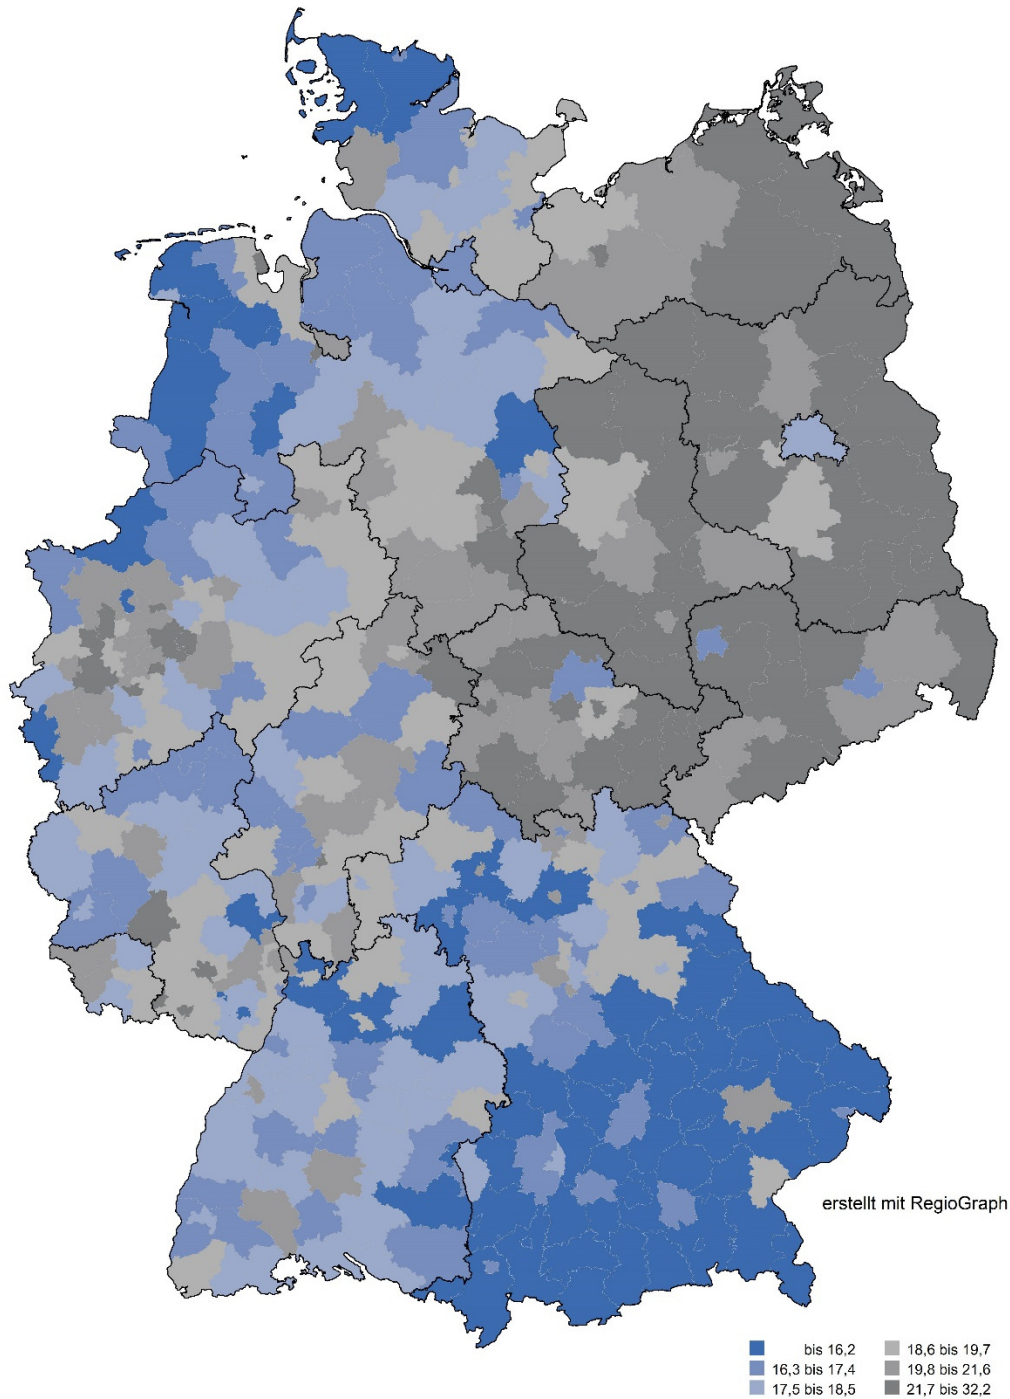 erstellt mit RegioGraph
bis 16,2
16,3 bis 17,4
17,5 bis 18,5
18,6 bis 19,7
19,8 bis 21,6
21,7 bis 32,2